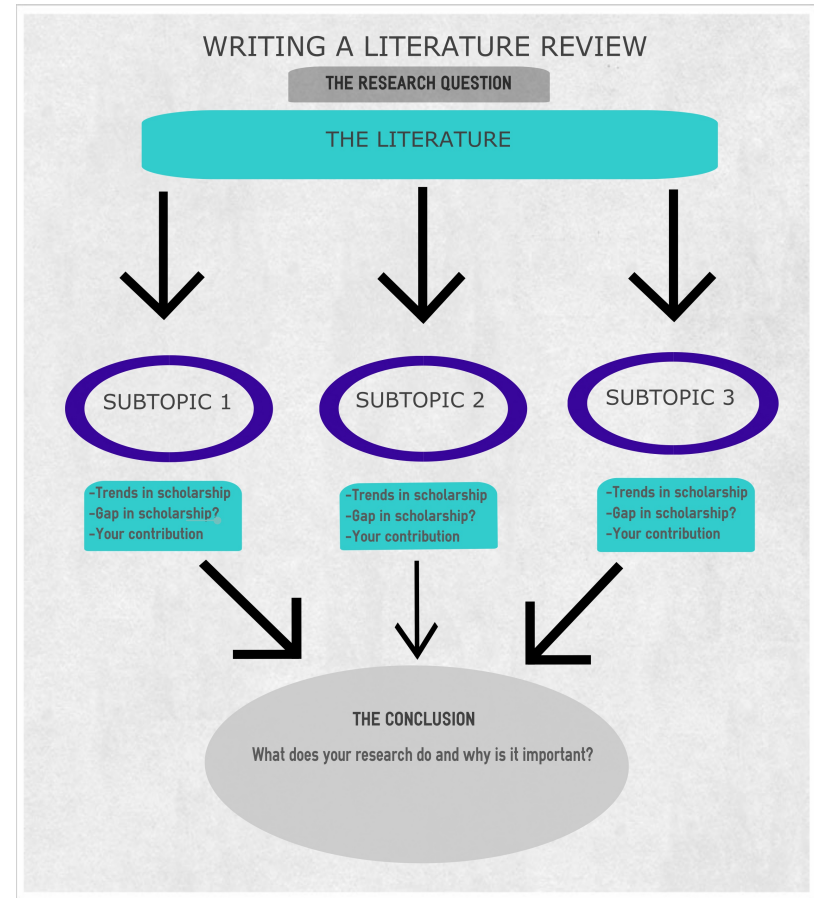 WRITING A LITERATURE REVIEW
THE RESEARCH QUESTION
THE LITERATURE
SUBTOPIC 1
SUBTOPIC 2
SUBTOPIC 3
-Trends in scholarship
-Gap in scholarship?
-Your contribution
-Trends in scholarship
-Gap in scholarship?
-Your contribution
-Trends in scholarship
-Gap in scholarship?
-Your contribution
THE CONCLUSION
What does your research do and why is it important?